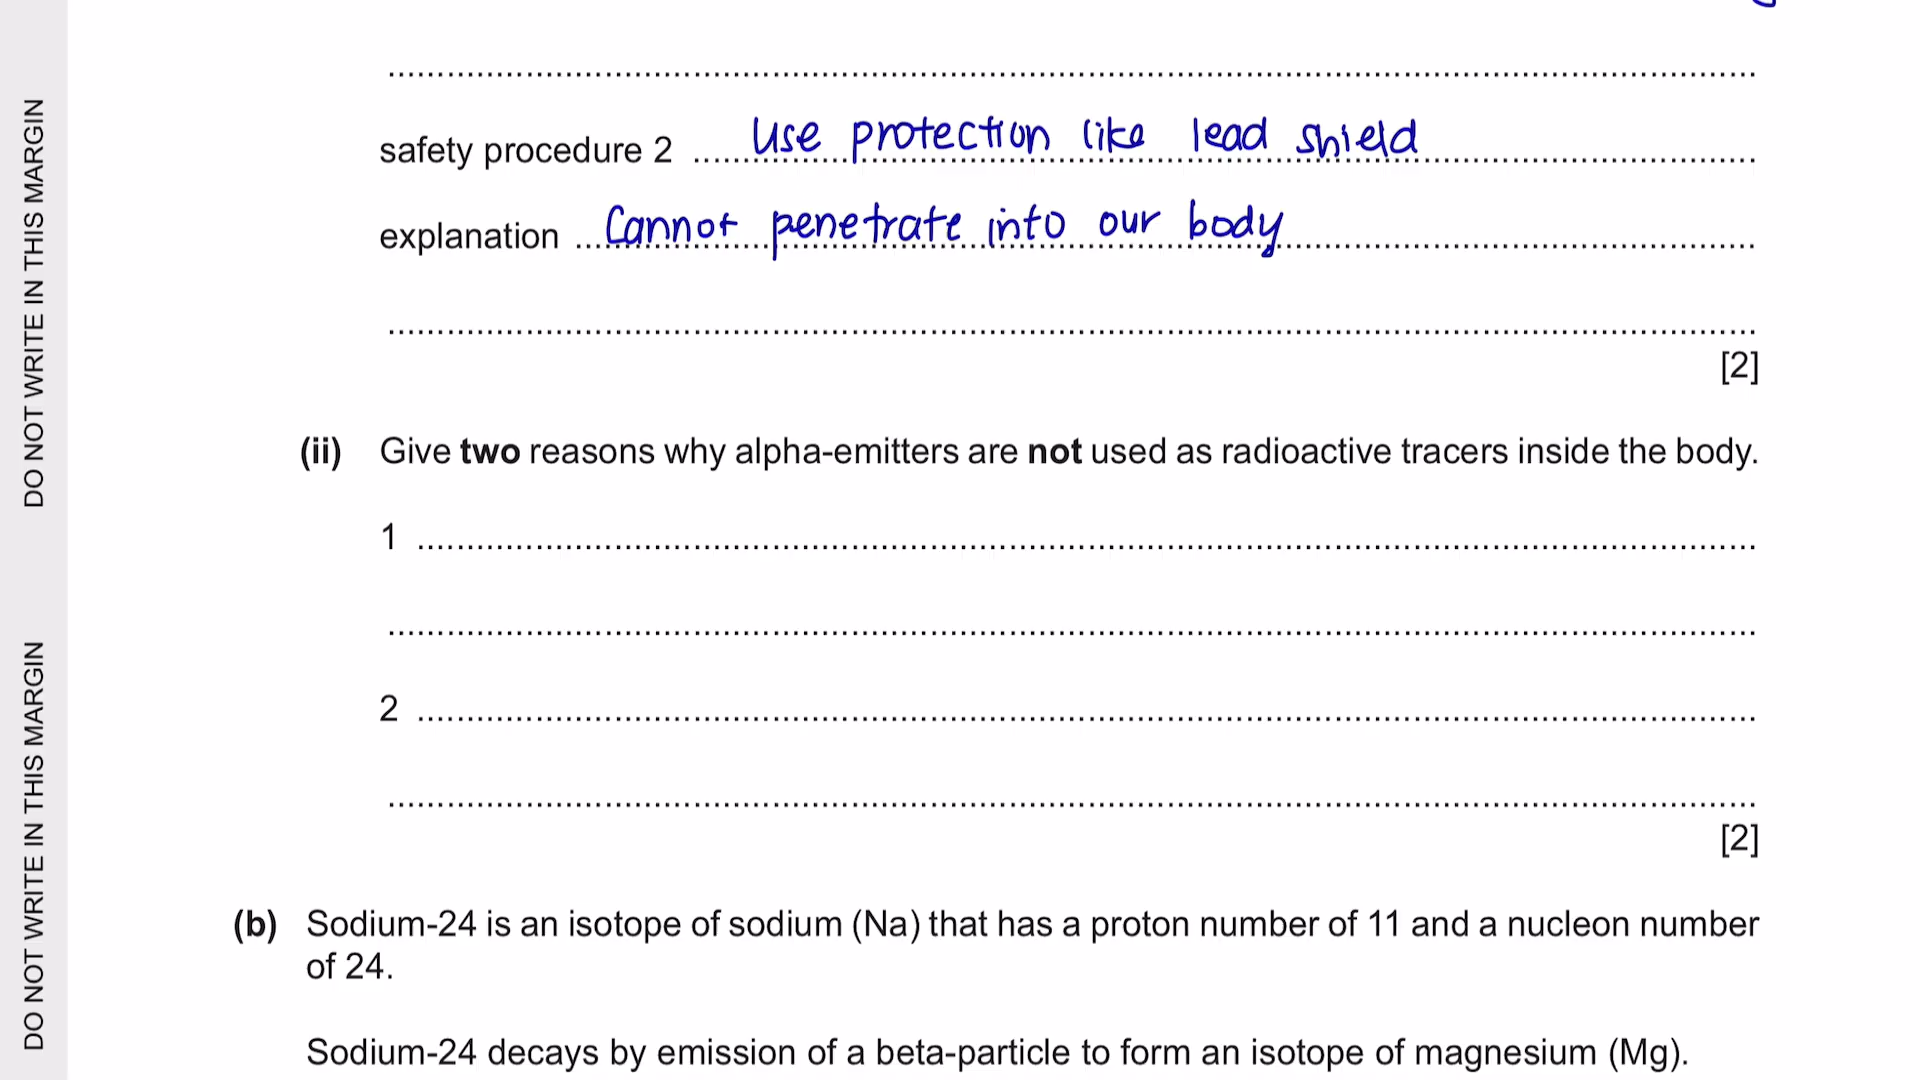 safety procedure 2 Use protection like lead shield
explanation Cannot penetrate into our body
[2]
(ii) Give two reasons why alpha-emitters are not used as radioactive tracers inside the body.
1
2
[2]
(b) Sodium-24 is an isotope of sodium (Na) that has a proton number of 11 and a nucleon number
of 24.
Sodium-24 decays by emission of a beta-particle to form an isotope of magnesium (Mg).
DO NOT WRITE IN THIS MARGIN
DO NOT WRITE IN THIS MARGIN